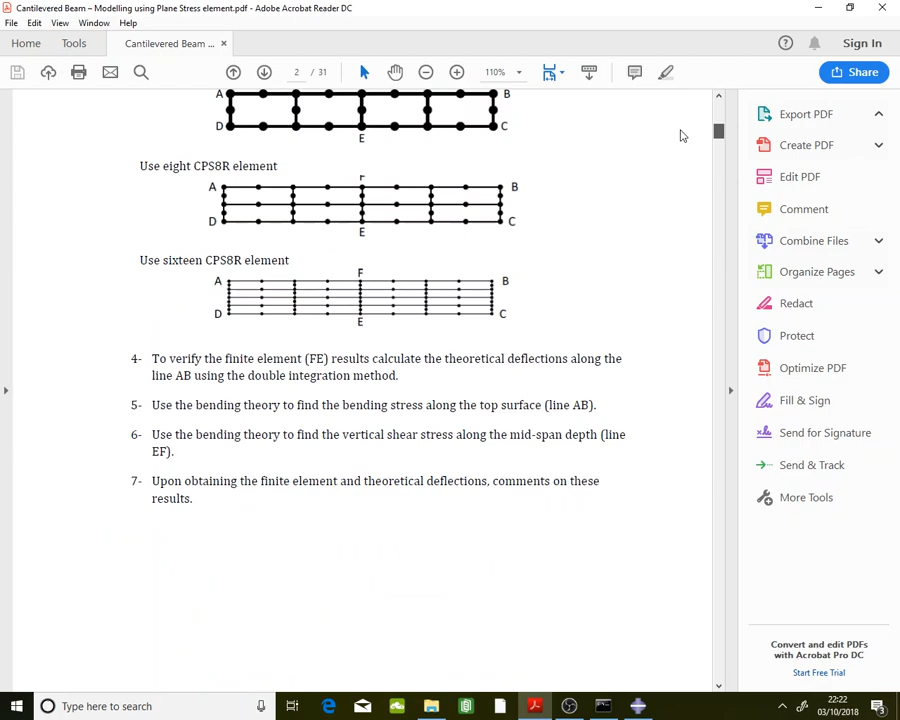 Cantilevered Beam – Modelling using Plane Stress element.pdf - Adobe Acrobat Reader DC
File Edit View Window Help
Home Tools Cantilevered Beam ... × Sign In
2 / 31 110% Share
A B
D C
E
Use eight CPS8R element
F
A B
D C
E
Use sixteen CPS8R element
F
A B
D C
E
4- To verify the finite element (FE) results calculate the theoretical deflections along the
line AB using the double integration method.
5- Use the bending theory to find the bending stress along the top surface (line AB).
6- Use the bending theory to find the vertical shear stress along the mid-span depth (line
EF).
7- Upon obtaining the finite element and theoretical deflections, comments on these
results.
Export PDF
Create PDF
Edit PDF
Comment
Combine Files
Organize Pages
Redact
Protect
Optimize PDF
Fill & Sign
Send for Signature
Send & Track
More Tools
Convert and edit PDFs
with Acrobat Pro DC
Start Free Trial
Type here to search
22:22
03/10/2018
3